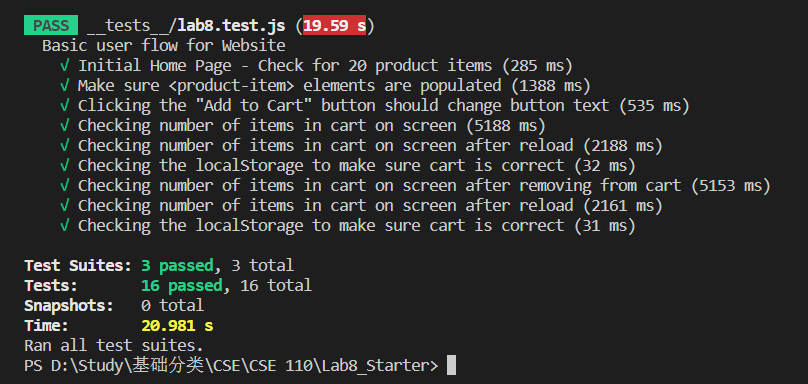 PASS __tests__/lab8.test.js (19.59 s)
Basic user flow for Website
√ Initial Home Page - Check for 20 product items (285 ms)
√ Make sure <product-item> elements are populated (1388 ms)
√ Clicking the "Add to Cart" button should change button text (535 ms)
√ Checking number of items in cart on screen (5188 ms)
√ Checking number of items in cart on screen after reload (2188 ms)
√ Checking the localStorage to make sure cart is correct (32 ms)
√ Checking number of items in cart on screen after removing from cart (5153 ms)
√ Checking number of items in cart on screen after reload (2161 ms)
√ Checking the localStorage to make sure cart is correct (31 ms)
Test Suites: 3 passed, 3 total
Tests: 16 passed, 16 total
Snapshots: 0 total
Time: 20.981 s
Ran all test suites.
PS D:\Study\基础分类\CSE\CSE 110\Lab8_Starter>